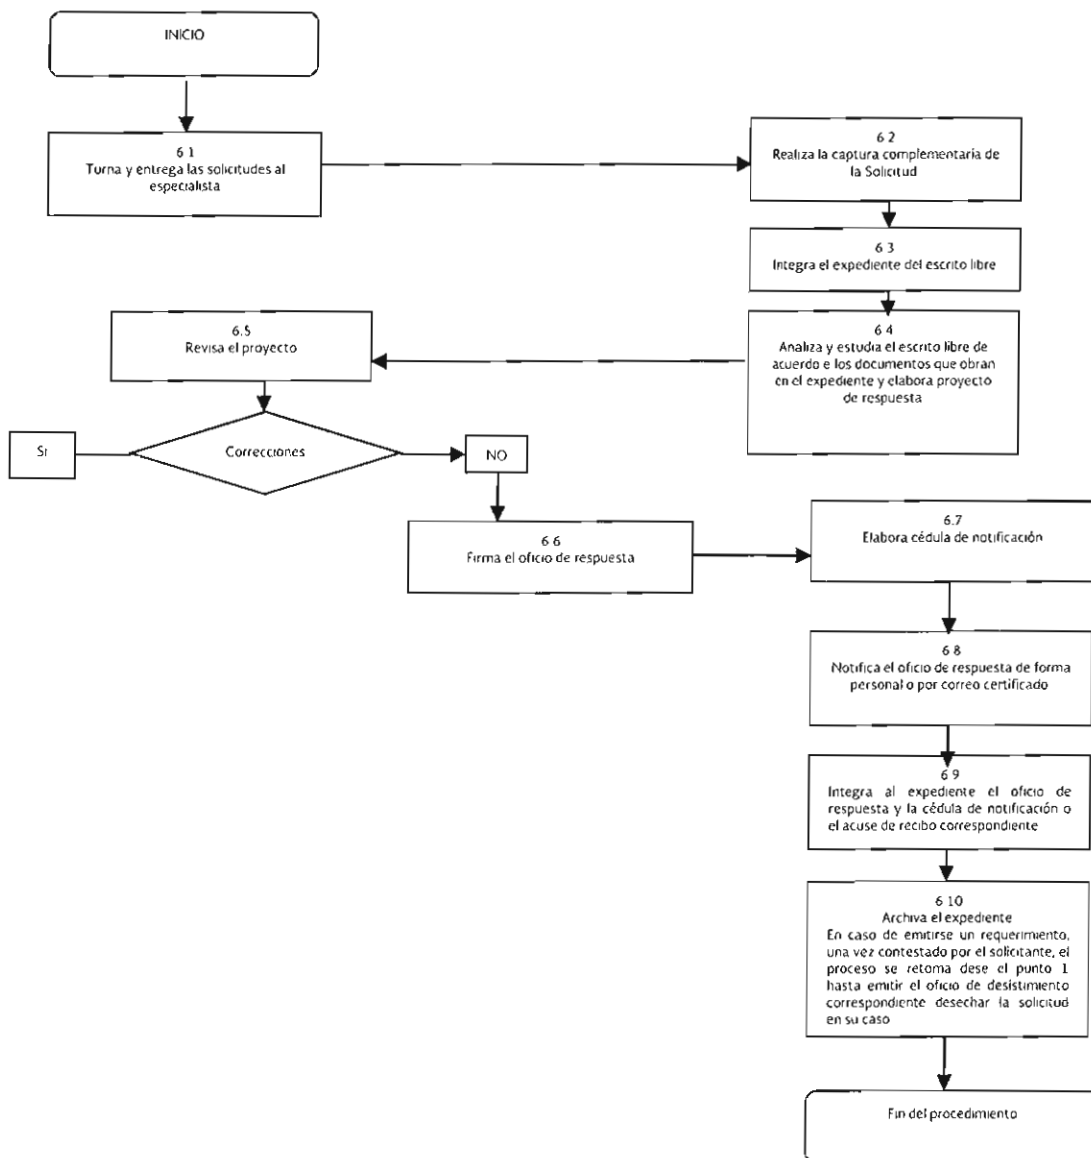 INICIO
6 1
Turna y entrega las solicitudes al
especialista
6 2
Realiza la captura complementaria de
la Solicitud
6 3
Integra el expediente del escrito libre
6 4
Analiza y estudia el escrito libre de
acuerdo e los documentos que obran
en el expediente y elabora proyecto
de respuesta
6.5
Revisa el proyecto
Correcciones
Si
NO
6 6
Firma el oficio de respuesta
6.7
Elabora cédula de notificación
6 8
Notifica el oficio de respuesta de forma
personal o por correo certificado
6 9
Integra al expediente el oficio de
respuesta y la cédula de notificación o
el acuse de recibo correspondiente
6 10
Archiva el expediente
En caso de emitirse un requerimiento,
una vez contestado por el solicitante, el
proceso se retoma dese el punto 1
hasta emitir el oficio de desistimiento
correspondiente desechar la solicitud
en su caso
Fin del procedimiento